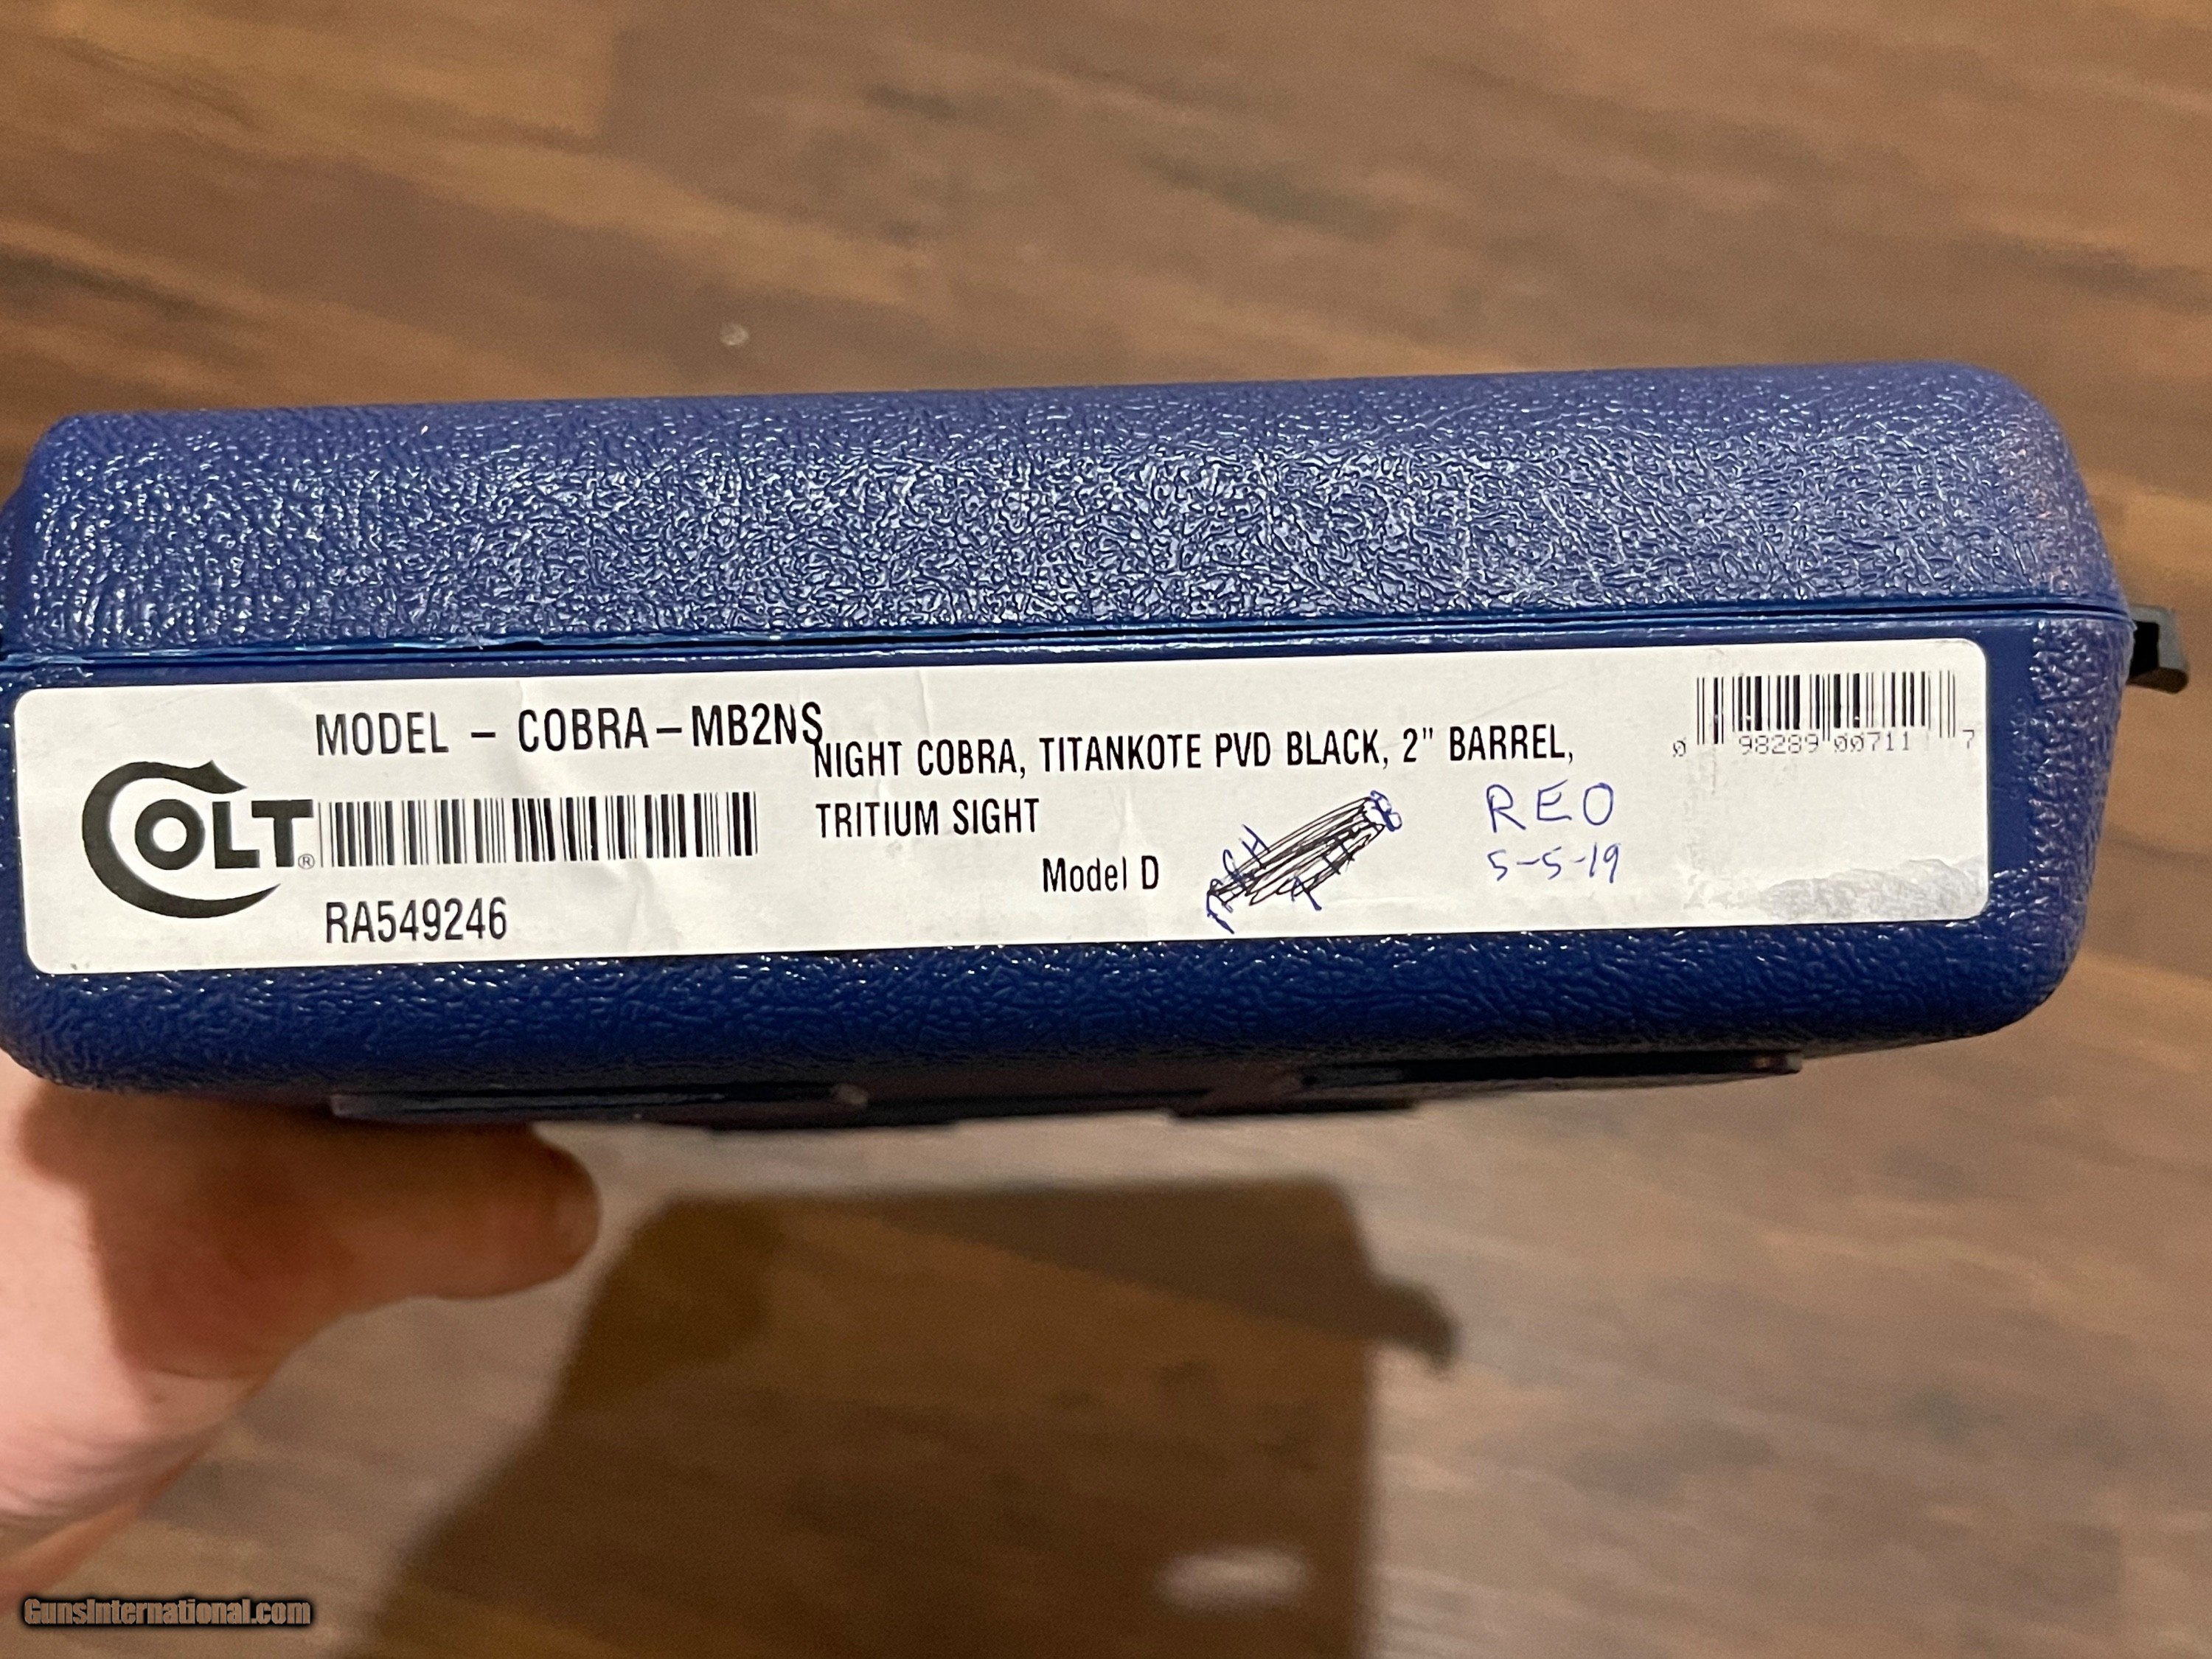 MODEL - COBRA-MB2NS
NIGHT COBRA, TITANKOTE PVD BLACK, 2" BARREL,
TRITIUM SIGHT
COLT®
RA549246
Model D
REO
5-5-19
0 98289 00711 7
GunsInternational.com